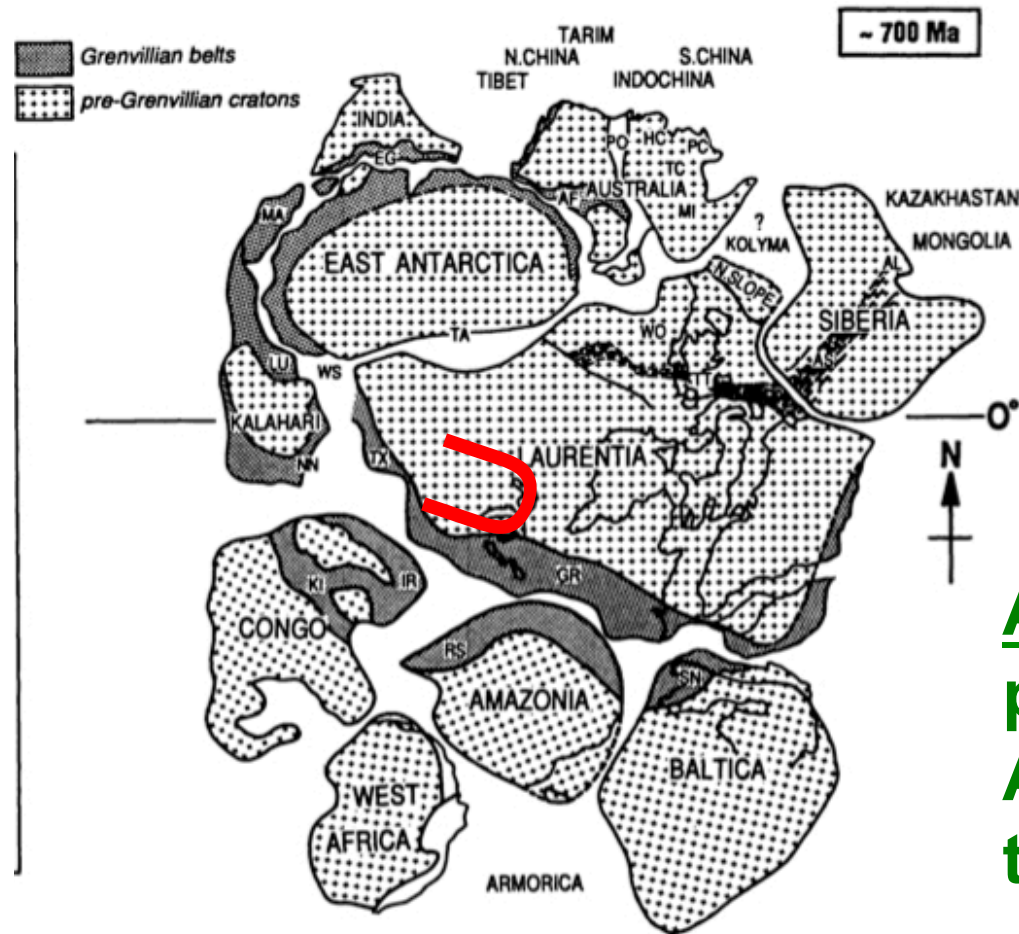 ~ 700 Ma
Grenvillian belts
pre-Grenvillian cratons
TARIM
N.CHINA
S.CHINA
TIBET
INDOCHINA
INDIA
EG
PO
HC
PC
TC
AUSTRALIA
AF
MI
MA
?
KOLYMA
KAZAKHASTAN
MONGOLIA
EAST ANTARCTICA
N.SLOPE
AL
SIBERIA
TA
WO
AS
LU
WS
TT
KALAHARI
O°
NN
TX
LAURENTIA
N
KI
IR
GR
CONGO
RS
SN
AMAZONIA
BALTICA
WEST
AFRICA
ARMORICA
A
p
A
t